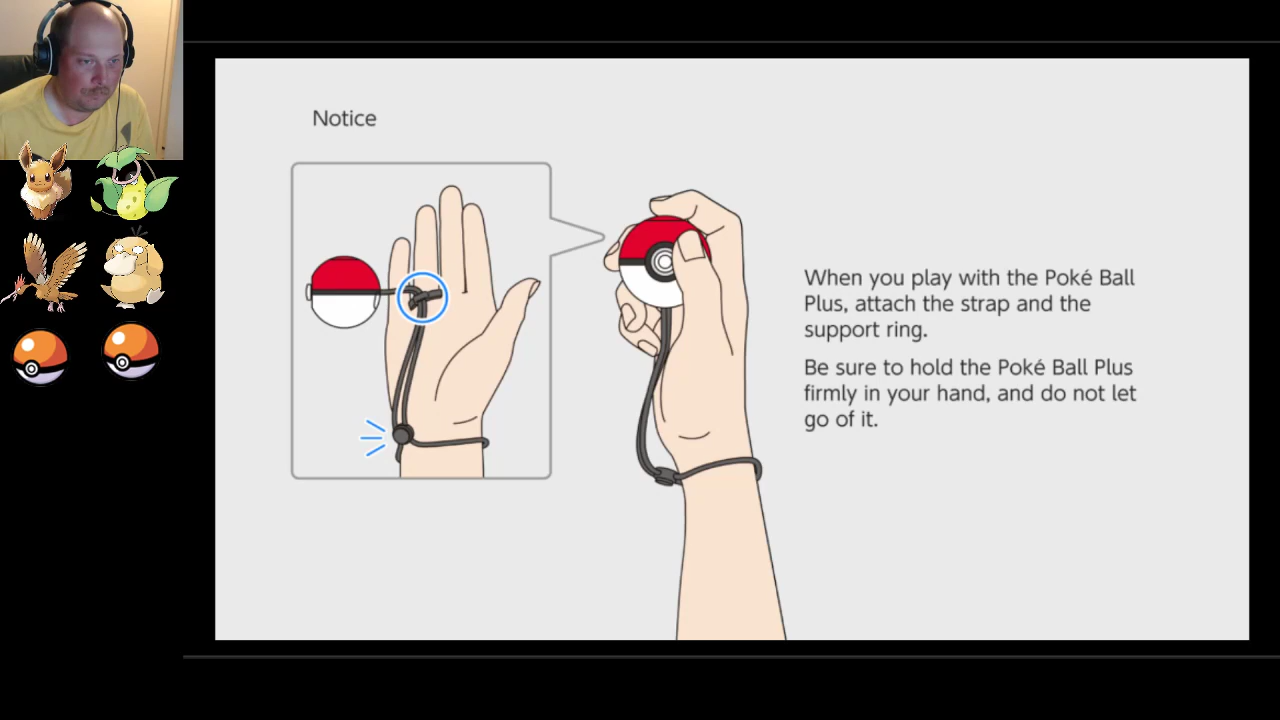 Notice
When you play with the Poké Ball
Plus, attach the strap and the
support ring.
Be sure to hold the Poké Ball Plus
firmly in your hand, and do not let
go of it.